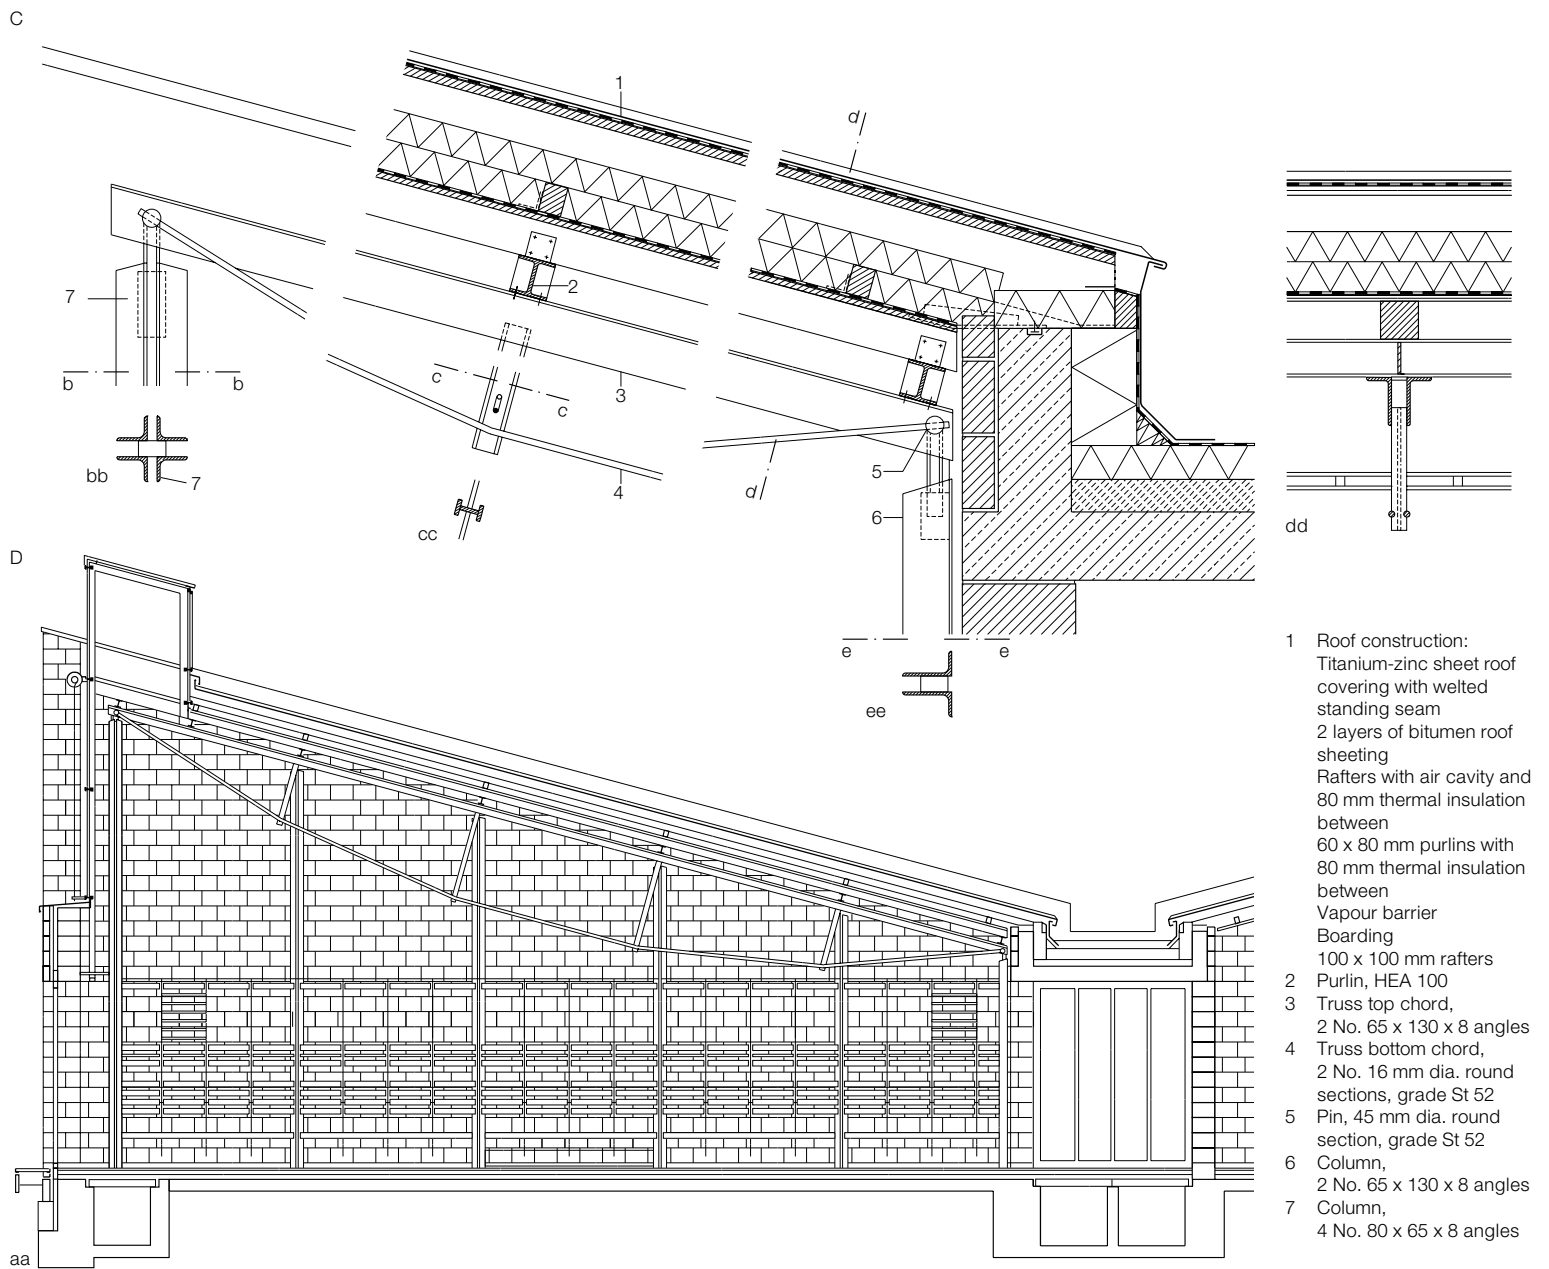 C
1
d
2
7
c
3
c
b
b
5
4
d
bb
7
6
cc
dd
D
e
e
ee
aa
1 Roof construction:
Titanium-zinc sheet roof
covering with welted
standing seam
2 layers of bitumen roof
sheeting
Rafters with air cavity and
80 mm thermal insulation
between
60 x 80 mm purlins with
80 mm thermal insulation
between
Vapour barrier
Boarding
100 x 100 mm rafters
2 Purlin, HEA 100
3 Truss top chord,
2 No. 65 x 130 x 8 angles
4 Truss bottom chord,
2 No. 16 mm dia. round
sections, grade St 52
5 Pin, 45 mm dia. round
section, grade St 52
6 Column,
2 No. 65 x 130 x 8 angles
7 Column,
4 No. 80 x 65 x 8 angles